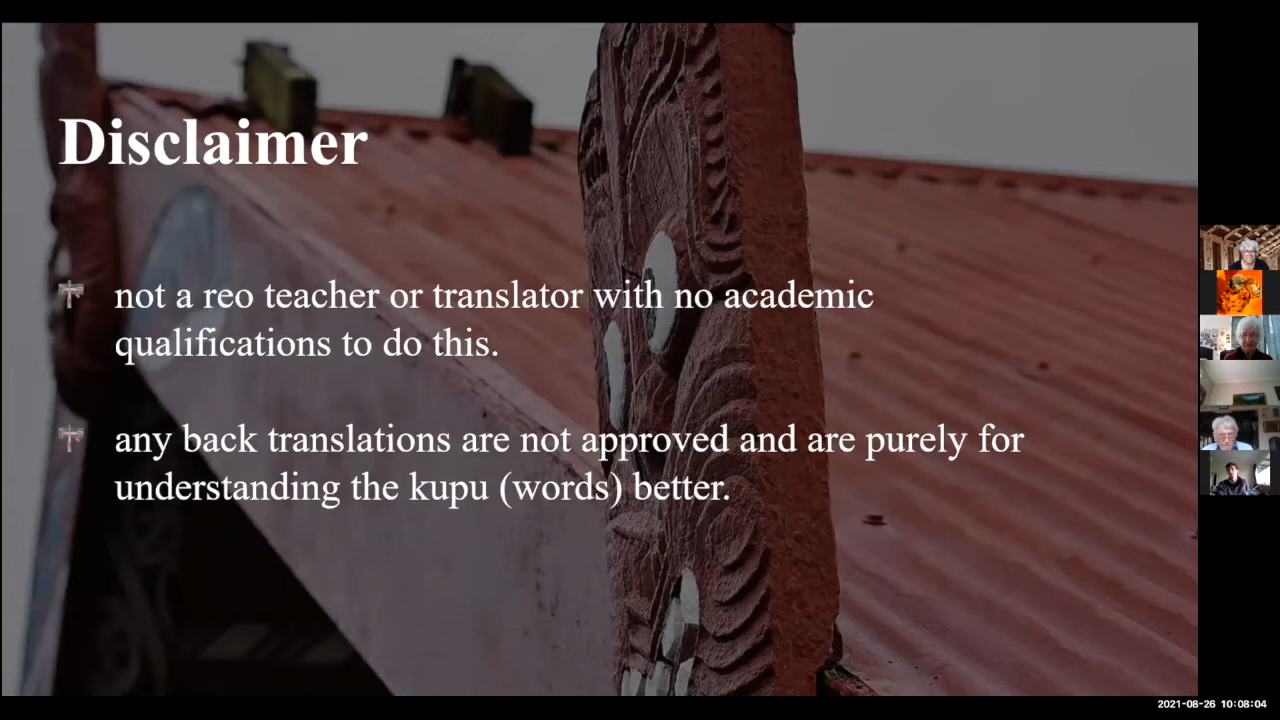 Disclaimer
not a reo teacher or translator with no academic
qualifications to do this.
any back translations are not approved and are purely for
understanding the kupu (words) better.
2021-08-26 10:08:04